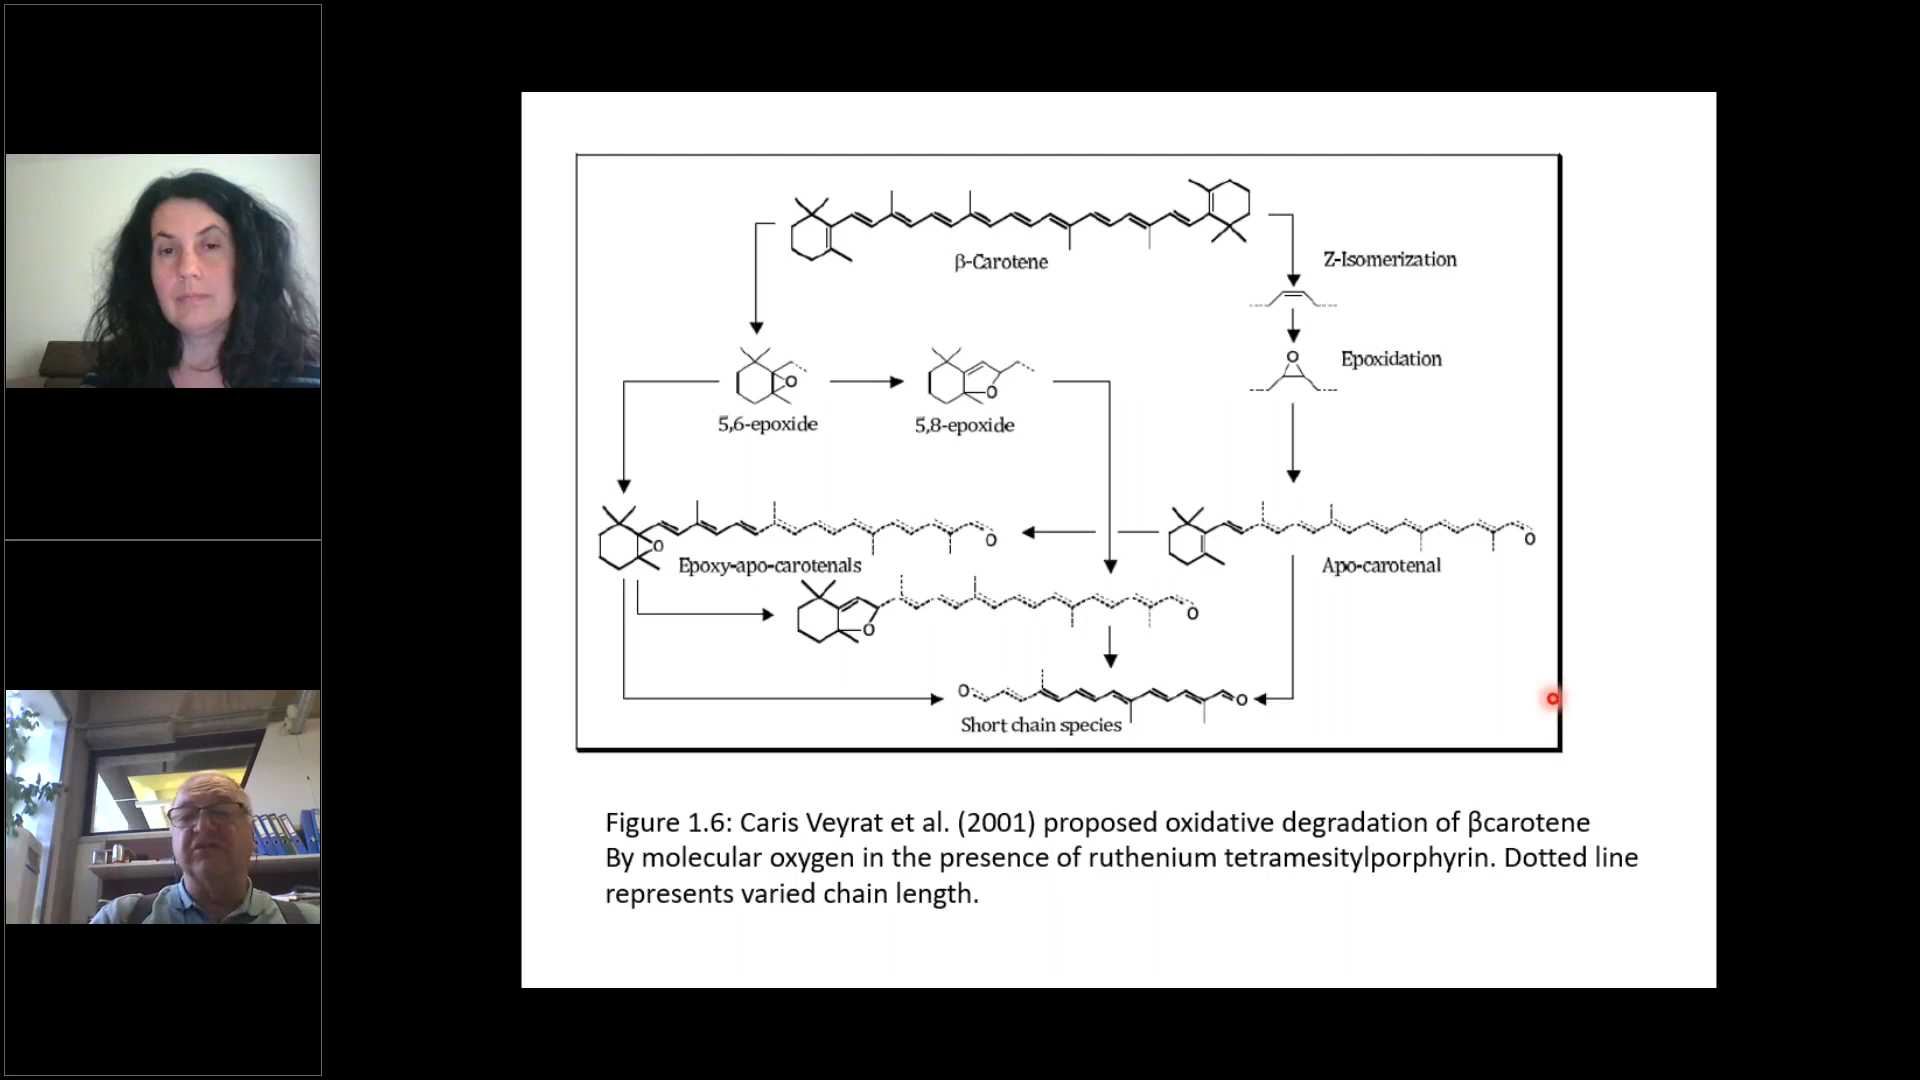 β-Carotene
Z-Isomerization
O
Epoxidation
O
O
5,6-epoxide
5,8-epoxide
O
O
O
Epoxy-apo-carotenals
Apo-carotenal
O
O
O
O
Short chain species
Figure 1.6: Caris Veyrat et al. (2001) proposed oxidative degradation of βcarotene
By molecular oxygen in the presence of ruthenium tetramesitylporphyrin. Dotted line
represents varied chain length.